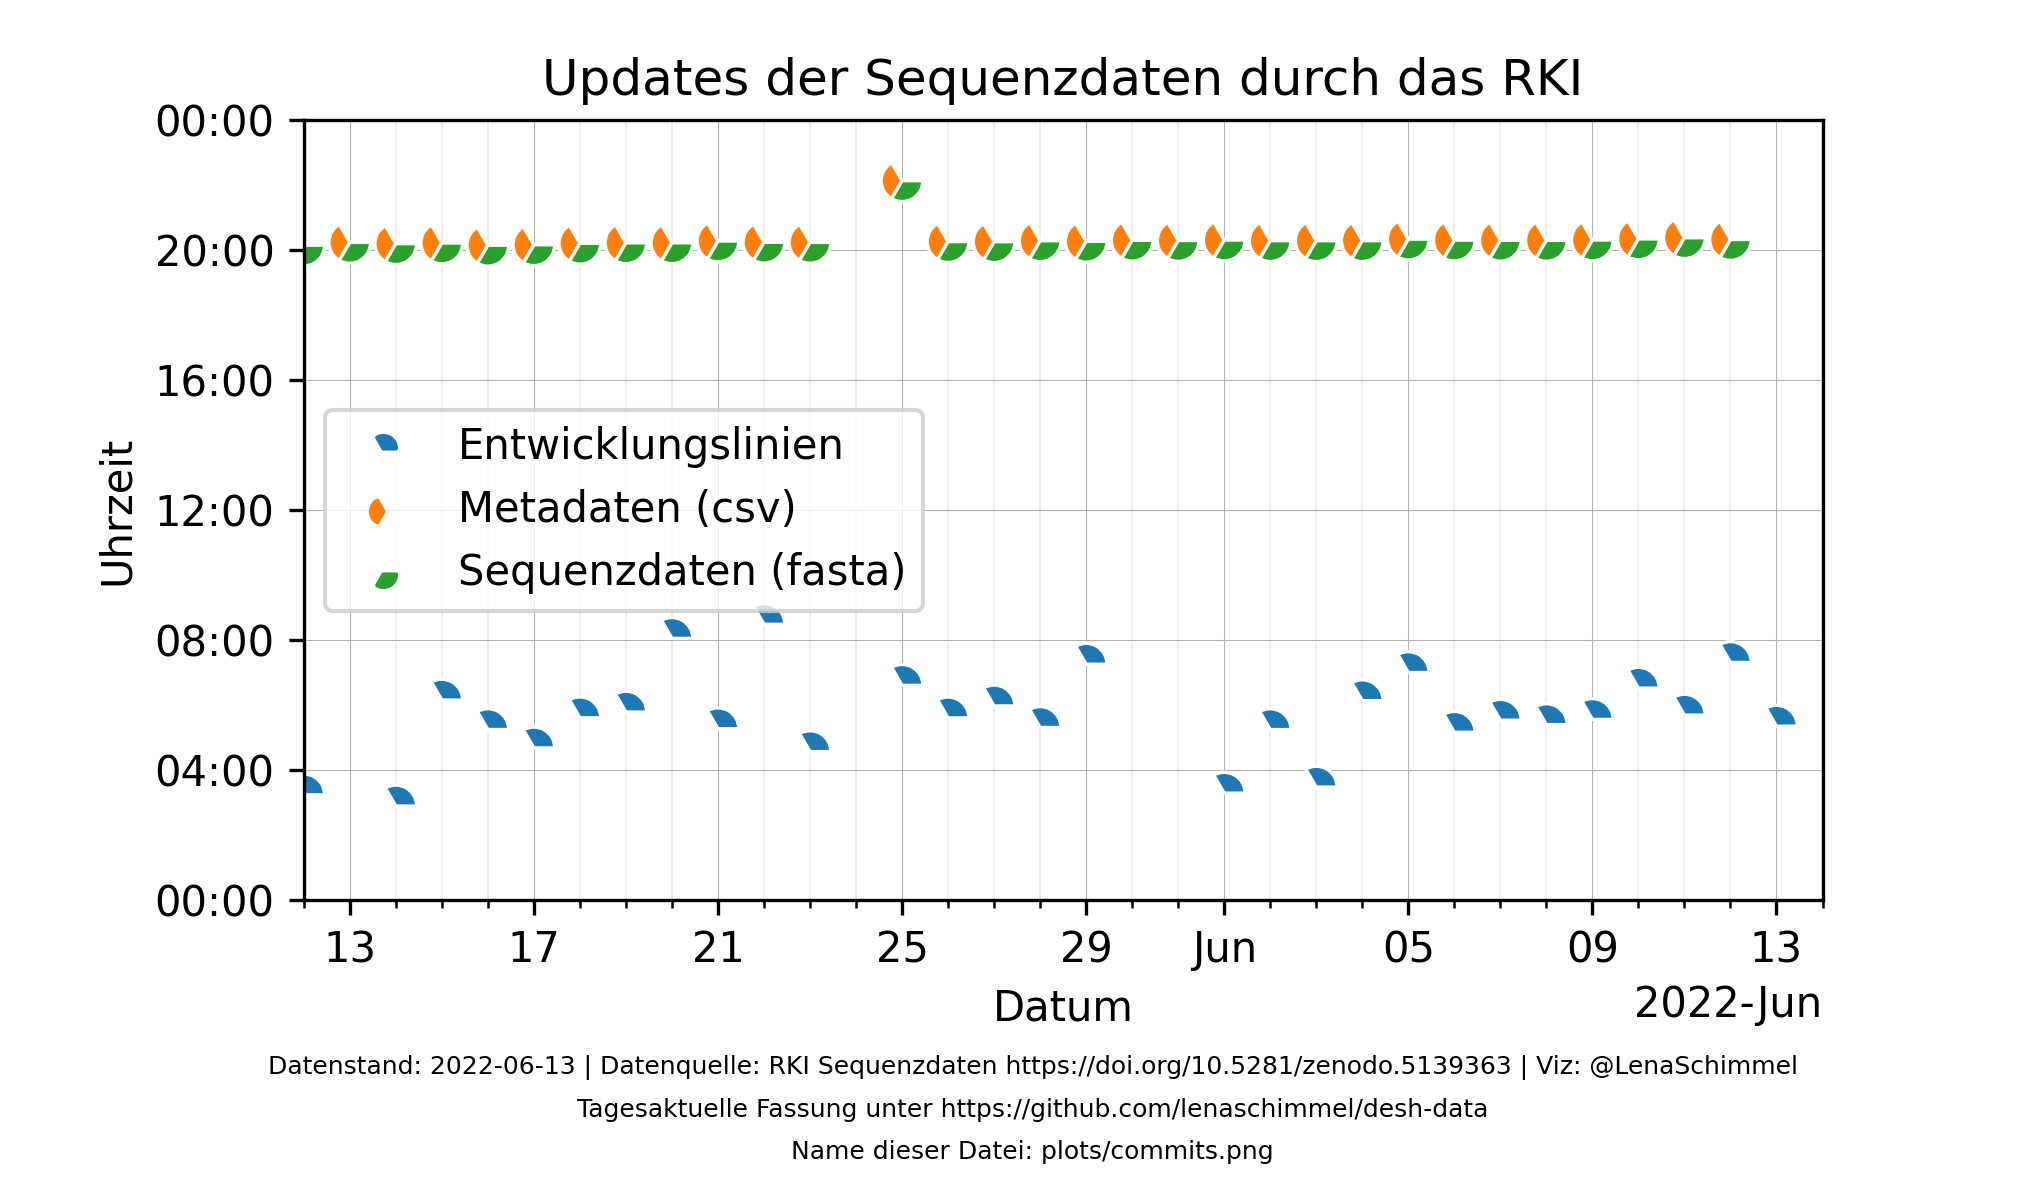 Updates der Sequenzdaten durch das RKI
00:00
20:00
16:00
12:00
08:00
04:00
00:00
Uhrzeit
Entwicklungslinien
Metadaten (csv)
Sequenzdaten (fasta)
13 17 21 25 29 Jun 05 09 13
Datum
2022-Jun
Datenstand: 2022-06-13 | Datenquelle: RKI Sequenzdaten https://doi.org/10.5281/zenodo.5139363 | Viz: @LenaSchimmel
Tagesaktuelle Fassung unter https://github.com/lenaschimmel/desh-data
Name dieser Datei: plots/commits.png